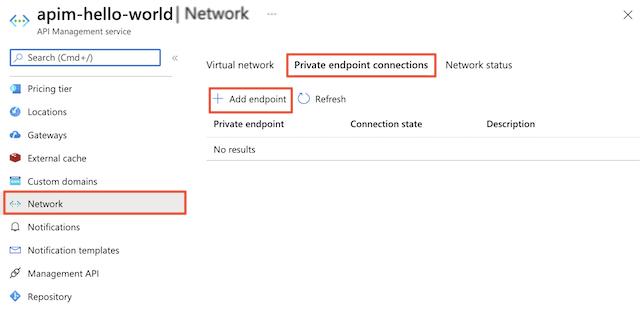 apim-hello-world | Network ...
API Management service
Search (Cmd+/)
«
Pricing tier
Locations
Gateways
External cache
Custom domains
Network
Notifications
Notification templates
Management API
Repository
Virtual network Private endpoint connections Network status
+ Add endpoint Refresh
Private endpoint Connection state Description
No results